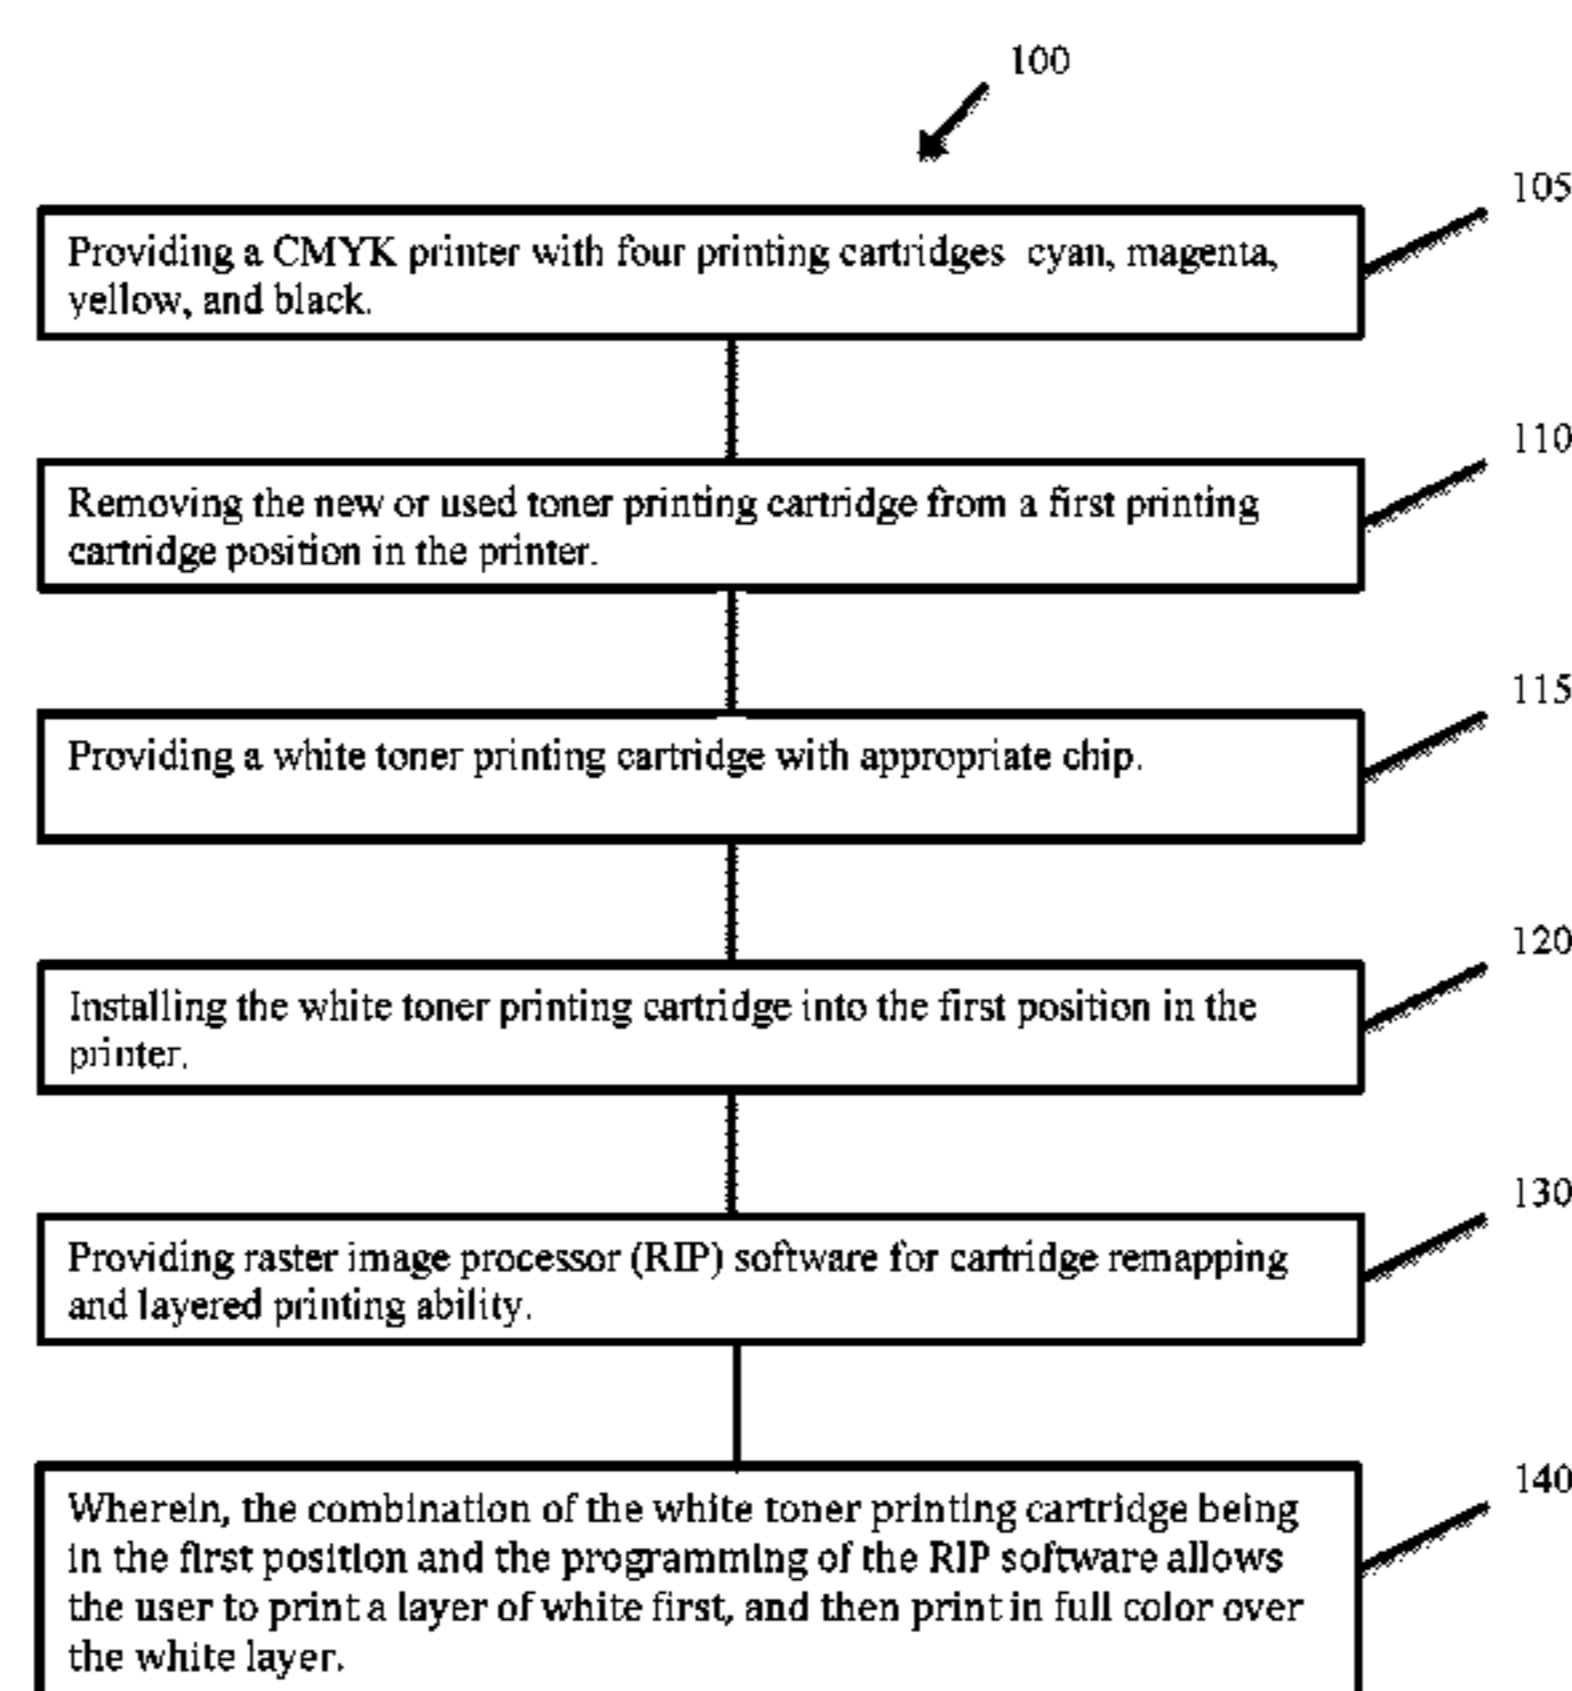 100
105
Providing a CMYK printer with four printing cartridges cyan, magenta,
yellow, and black.
110
Removing the new or used toner printing cartridge from a first printing
cartridge position in the printer.
115
Providing a white toner printing cartridge with appropriate chip.
120
Installing the white toner printing cartridge into the first position in the
printer.
130
Providing raster image processor (RIP) software for cartridge remapping
and layered printing ability.
140
Wherein, the combination of the white toner printing cartridge being
in the first position and the programming of the RIP software allows
the user to print a layer of white first, and then print in full color over
the white layer.